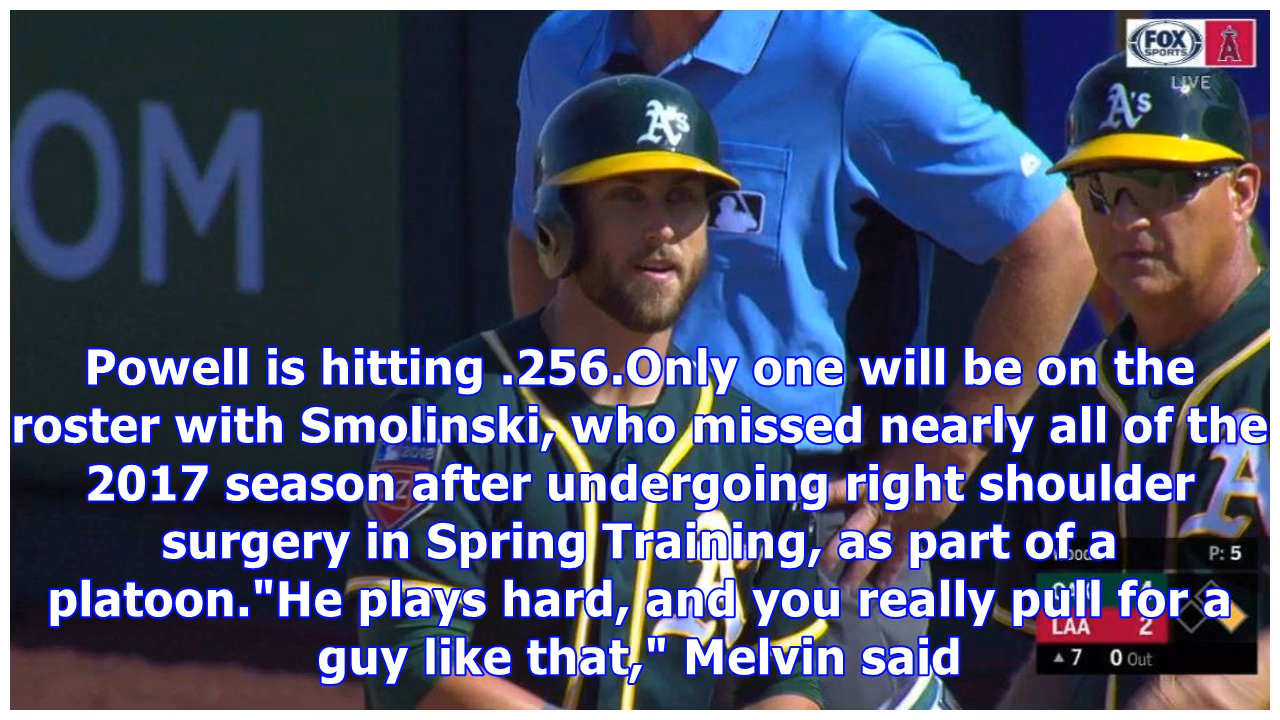 OM
FOX
SPORTS
A
LIVE
A's
A's
Powell is hitting .256.Only one will be on the
roster with Smolinski, who missed nearly all of the
2017 season after undergoing right shoulder
surgery in Spring Training, as part of a
platoon."He plays hard, and you really pull for a
guy like that," Melvin said
P: 5
LAA 2
▲ 7 0 Out